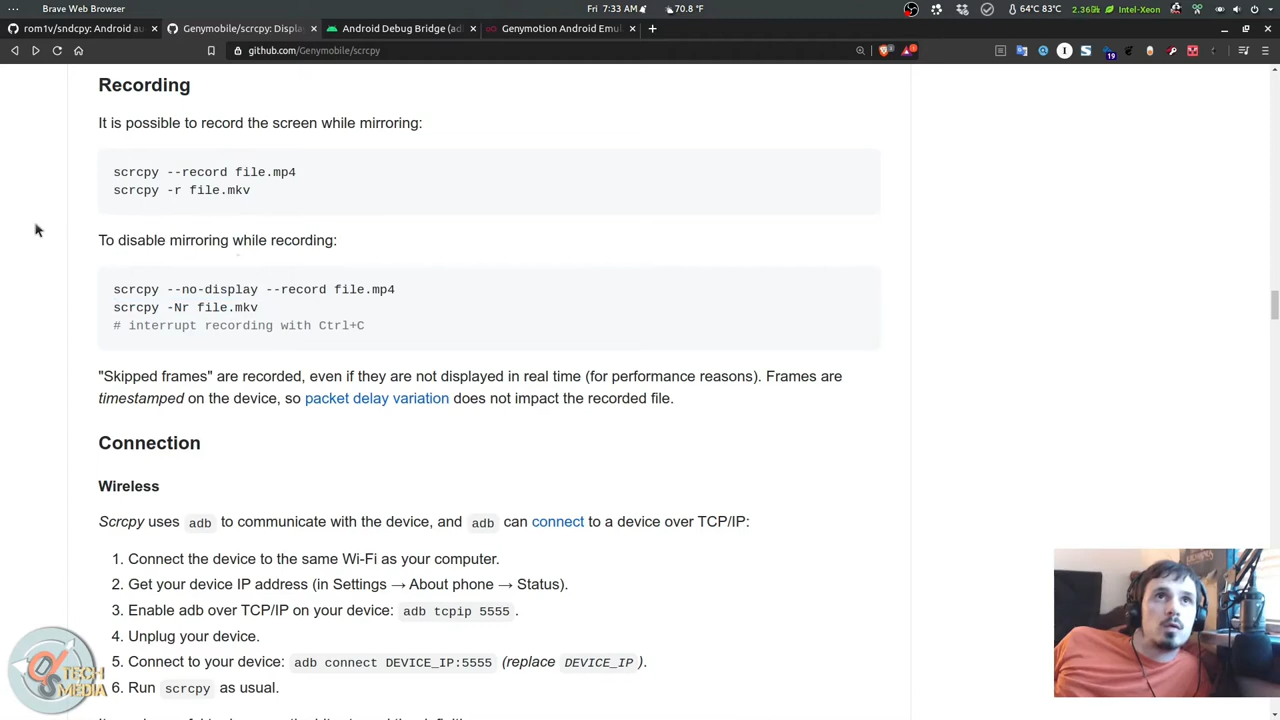 Brave Web Browser
Fri, 7:33 AM
70.8 °F
64°C 83°C
2.36G
Intel-Xeon
rom1v/sndcpy: Android au
Genymobile/scrcpy: Displa
Android Debug Bridge (ad
Genymotion Android Emul
github.com/Genymobile/scrcpy
19
Recording
It is possible to record the screen while mirroring:
scrcpy --record file.mp4
scrcpy -r file.mkv
To disable mirroring while recording:
scrcpy --no-display --record file.mp4
scrcpy -Nr file.mkv
# interrupt recording with Ctrl+C
"Skipped frames" are recorded, even if they are not displayed in real time (for performance reasons). Frames are
timestamped on the device, so packet delay variation does not impact the recorded file.
Connection
Wireless
Scrcpy uses adb to communicate with the device, and adb can connect to a device over TCP/IP:
1. Connect the device to the same Wi-Fi as your computer.
2. Get your device IP address (in Settings → About phone → Status).
3. Enable adb over TCP/IP on your device: adb tcpip 5555.
4. Unplug your device.
5. Connect to your device: adb connect DEVICE_IP:5555 (replace DEVICE_IP).
6. Run scrcpy as usual.
TECH
MEDIA